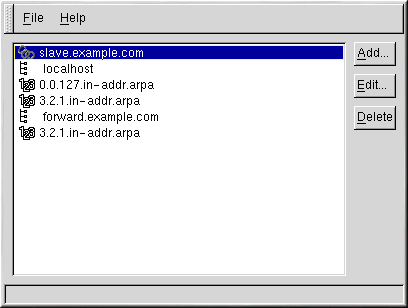 File Help
slave.example.com
localhost
0.0.127.in-addr.arpa
3.2.1.in-addr.arpa
forward.example.com
3.2.1.in-addr.arpa
Add...
Edit...
Delete